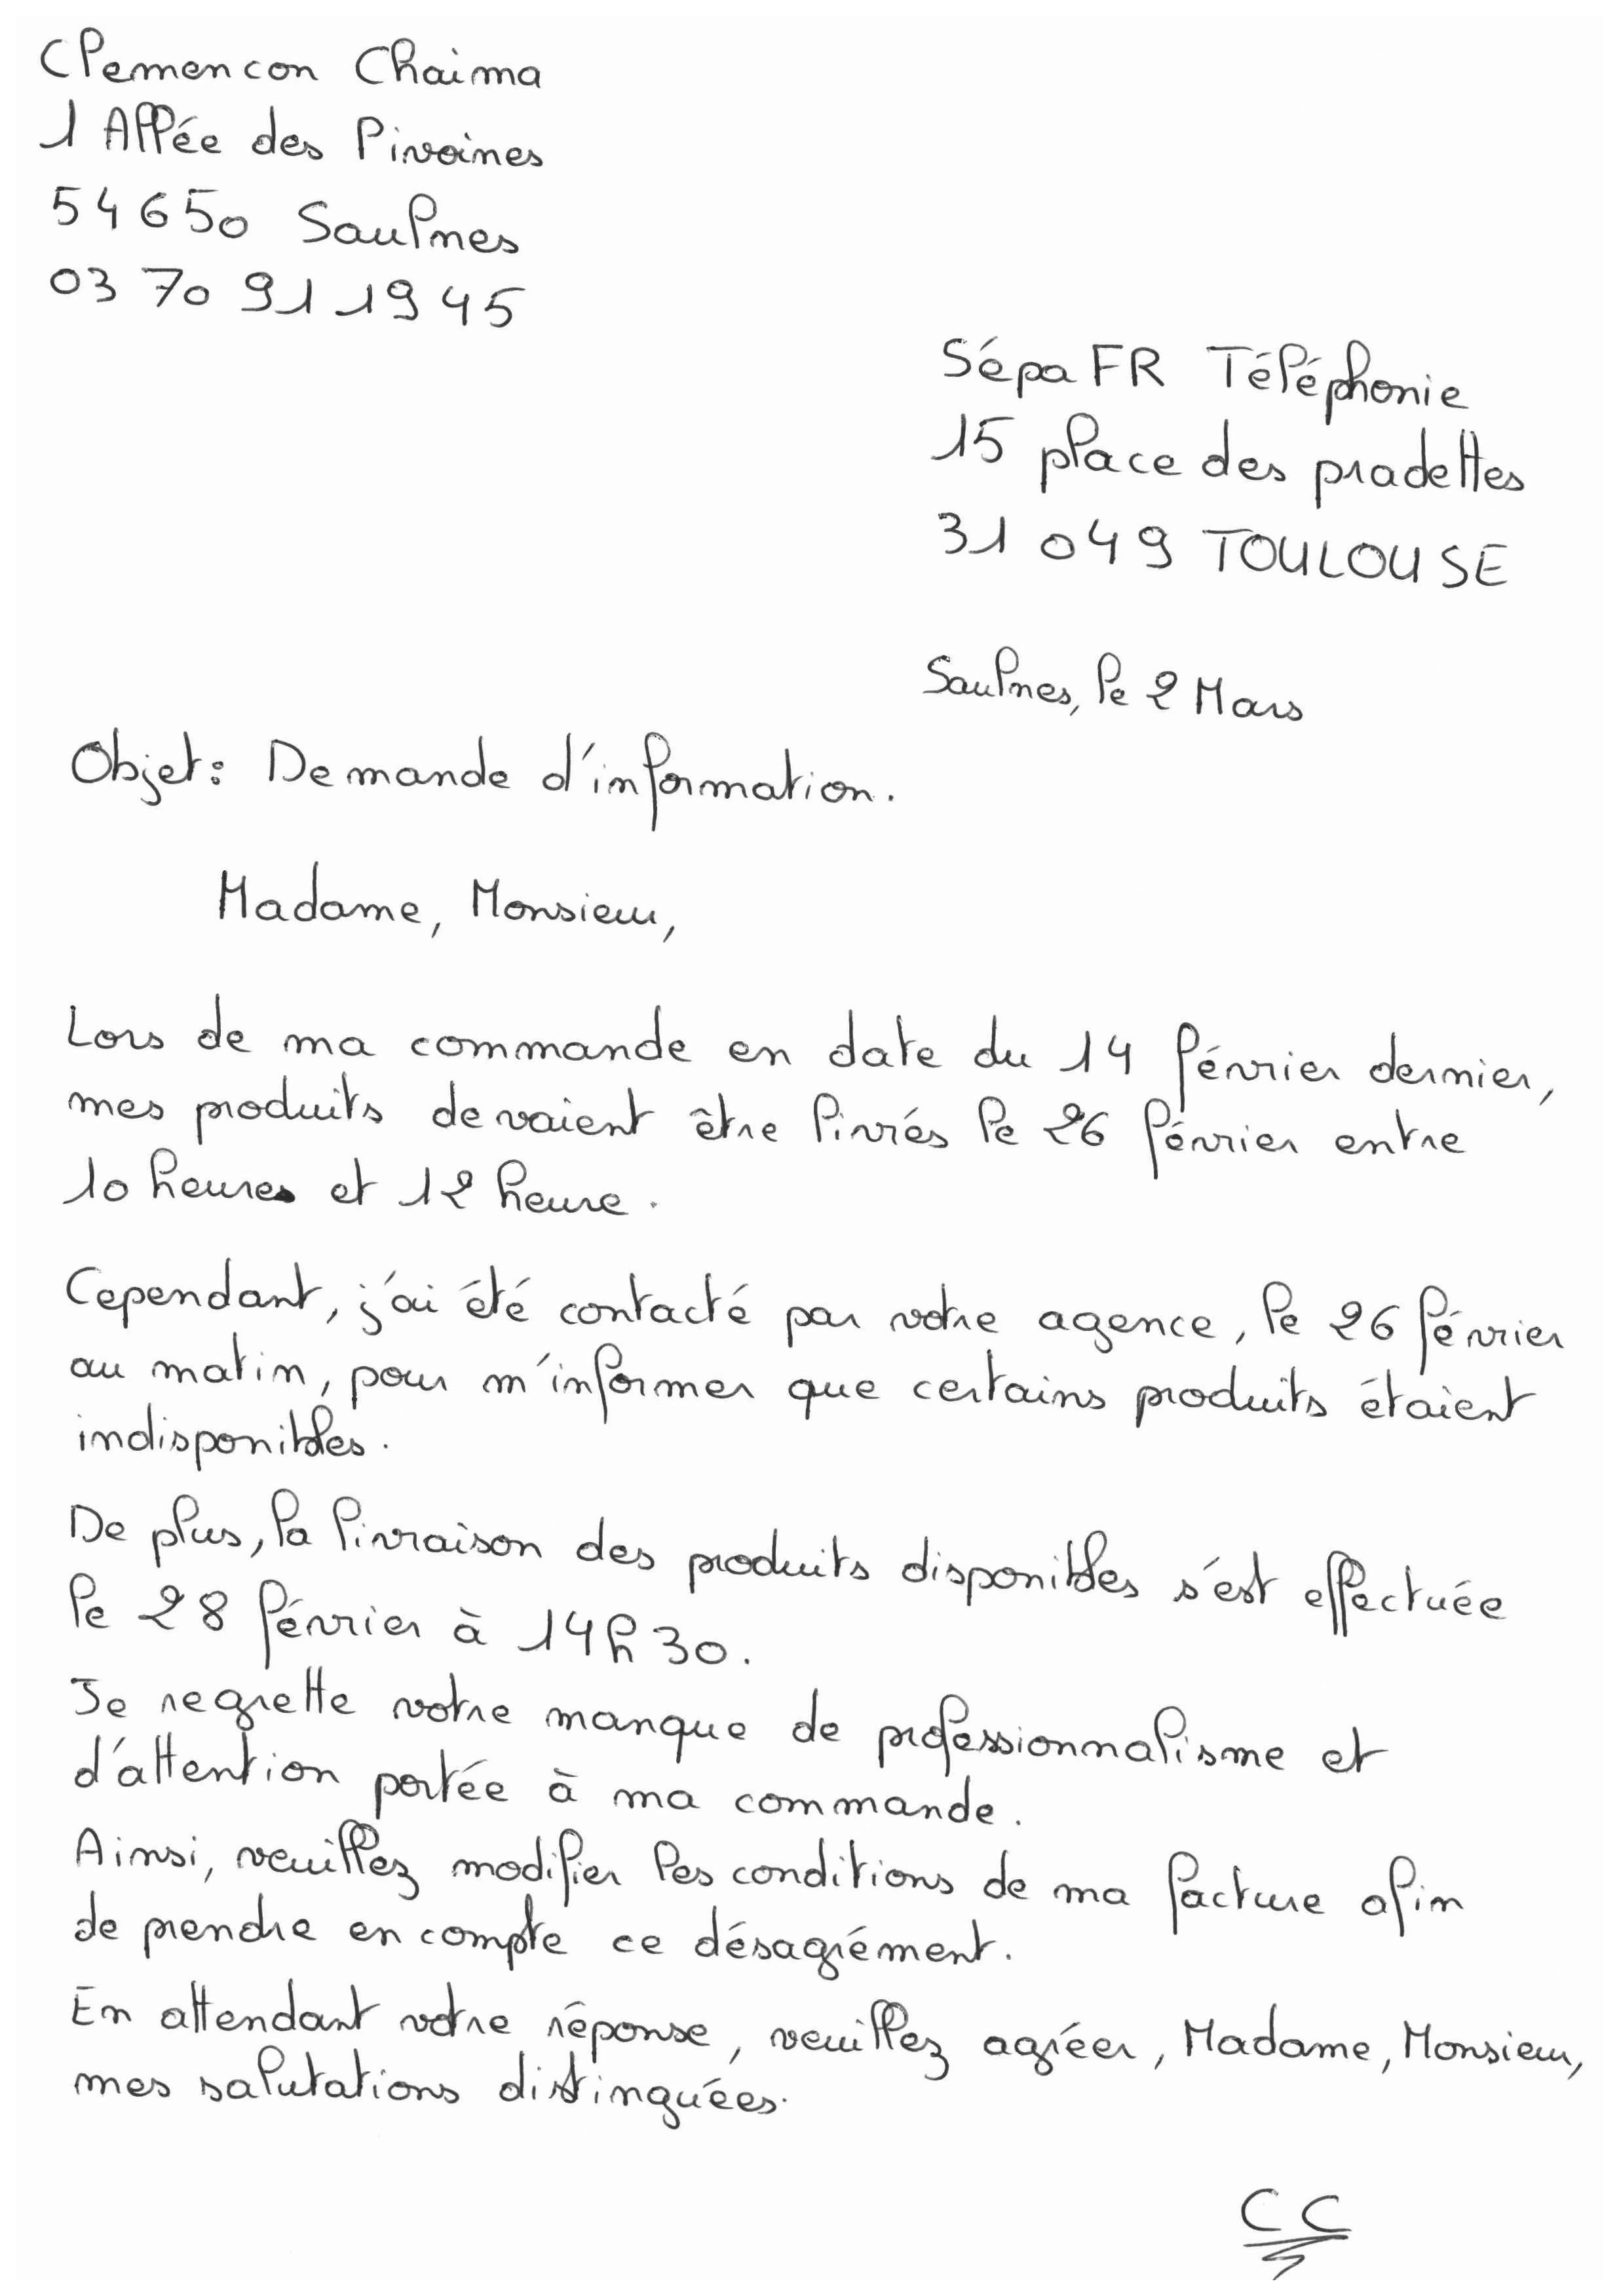 Clemencon Chaima
1 Allée des Pivoines
54650 Saulnes
03 70 91 19 45
Sépa FR Téléphonie
15 place des pradettes
31 049 TOULOUSE
Saulnes, le 2 Mars
Objet : Demande d'information.
Madame, Monsieur,
Lors de ma commande en date du 14 février dernier,
mes produits devaient être livrés le 26 février entre
10 heures et 12 heure.
Cependant, j'ai été contacté par votre agence, le 26 février
au matin, pour m'informer que certains produits étaient
indisponibles.
De plus, la livraison des produits disponibles s'est effectuée
le 28 février à 14h30.
Je regrette votre manque de professionnalisme et
d'attention portée à ma commande.
Ainsi, veuillez modifier les conditions de ma facture afin
de prendre en compte ce désagrément.
En attendant votre réponse, veuillez agréer, Madame, Monsieur,
mes salutations distinguées.
CC